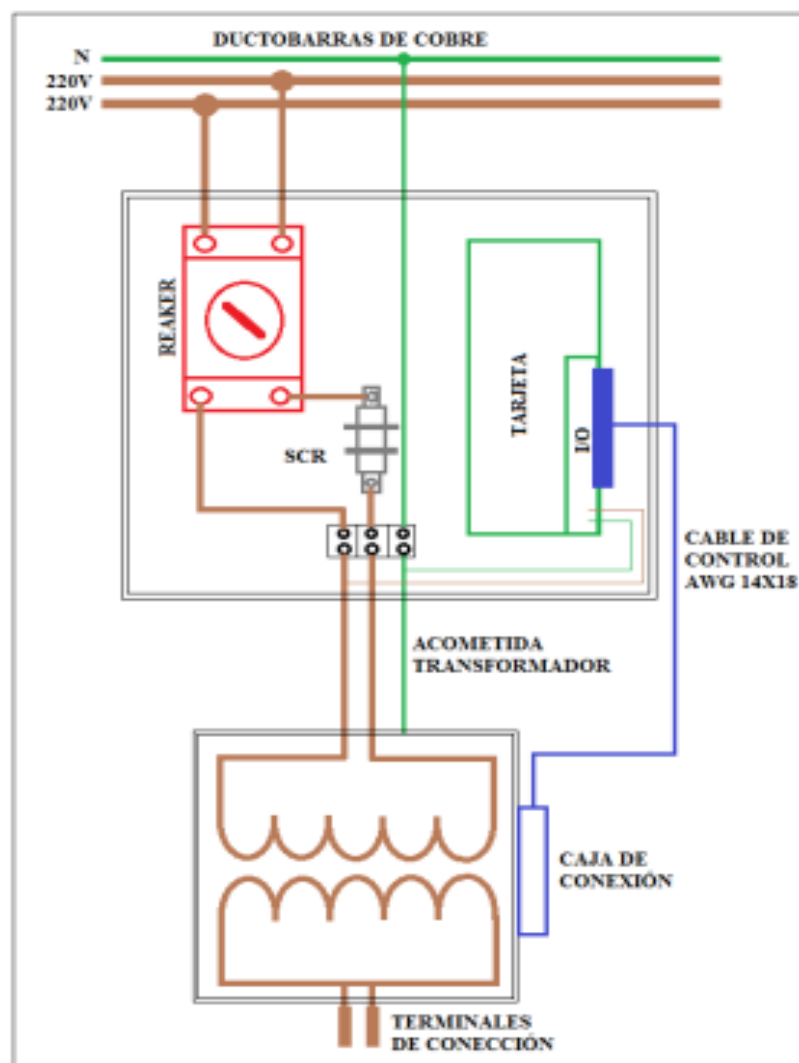 DUCTOBARRAS DE COBRE
N
220V
220V
REAKER
SCR
TARJETA
I/O
CABLE DE
CONTROL
AWG 14X18
ACOMETIDA
TRANSFORMADOR
CAJA DE
CONEXIÓN
TERMINALES
DE CONECCIÓN